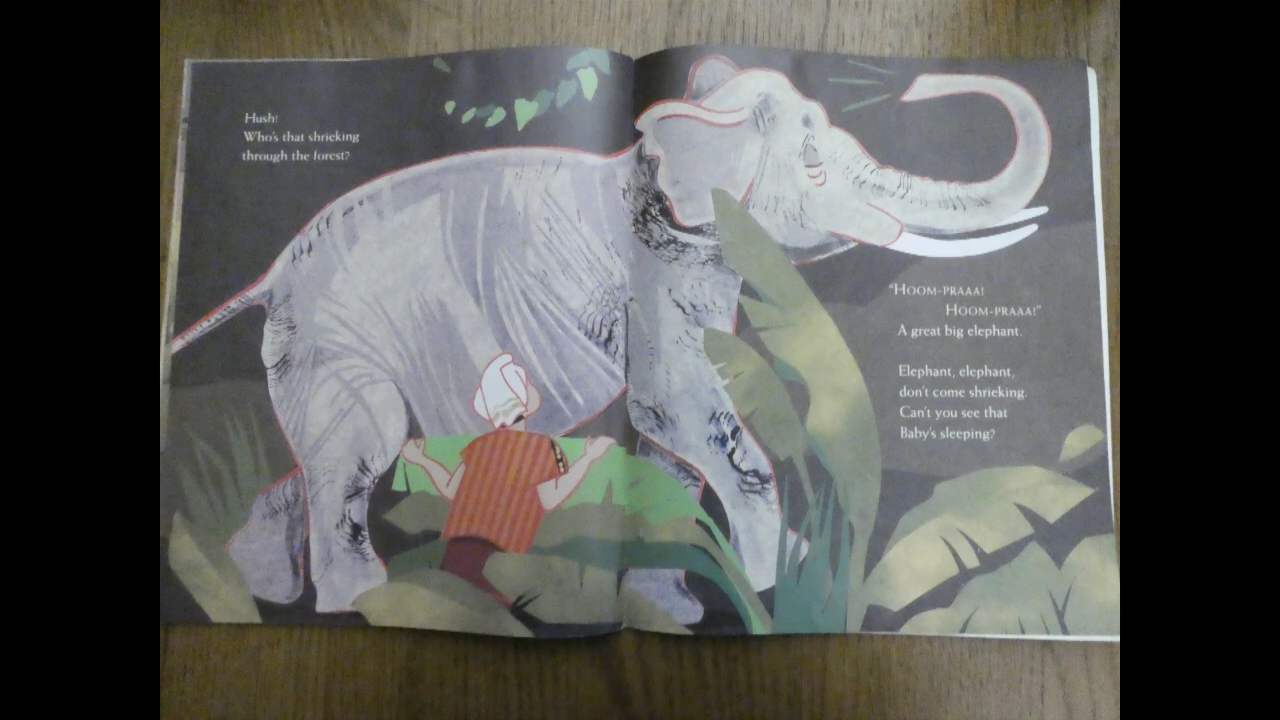 Hush!
Who's that shrieking
through the forest?
“HOOM-PRAAA!
HOOM-PRAAA!”
A great big elephant.
Elephant, elephant,
don't come shrieking.
Can't you see that
Baby's sleeping?